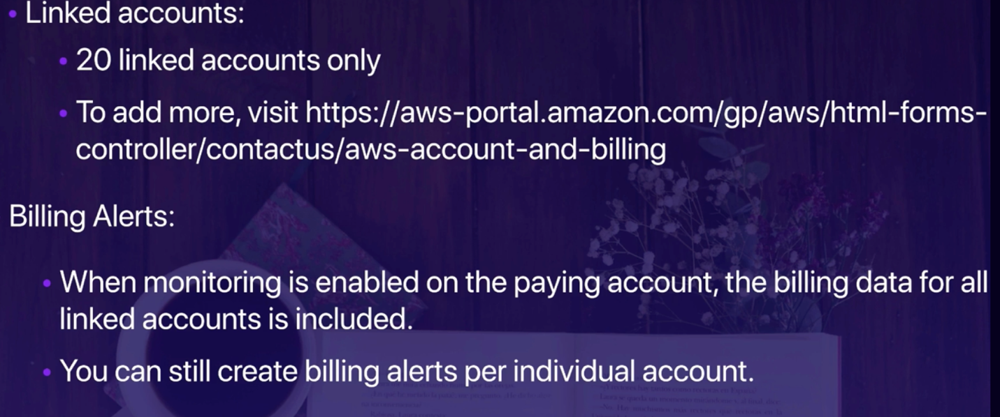 • Linked accounts:
• 20 linked accounts only
• To add more, visit https://aws-portal.amazon.com/gp/aws/html-forms-
controller/contactus/aws-account-and-billing
Billing Alerts:
• When monitoring is enabled on the paying account, the billing data for all
linked accounts is included.
• You can still create billing alerts per individual account.